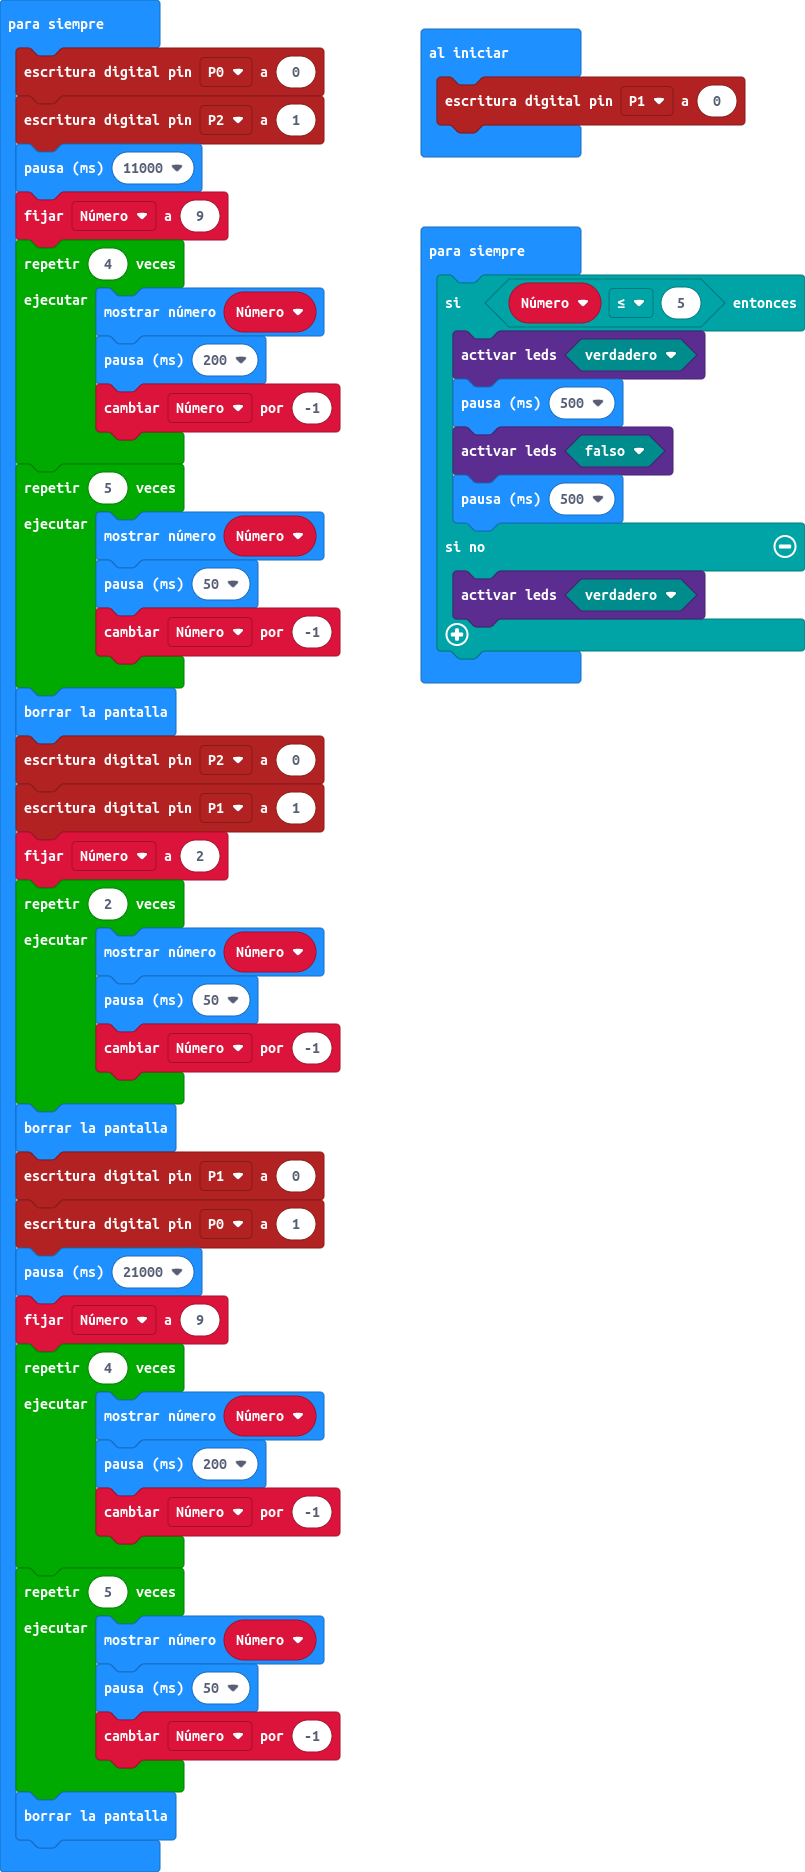 para siempre
escritura digital pin P0 a 0
escritura digital pin P2 a 1
pausa (ms) 11000
fijar Número a 9
repetir 4 veces
ejecutar
mostrar número Número
pausa (ms) 200
cambiar Número por -1
repetir 5 veces
ejecutar
mostrar número Número
pausa (ms) 50
cambiar Número por -1
borrar la pantalla
escritura digital pin P2 a 0
escritura digital pin P1 a 1
fijar Número a 2
repetir 2 veces
ejecutar
mostrar número Número
pausa (ms) 50
cambiar Número por -1
borrar la pantalla
escritura digital pin P1 a 0
escritura digital pin P0 a 1
pausa (ms) 21000
fijar Número a 9
repetir 4 veces
ejecutar
mostrar número Número
pausa (ms) 200
cambiar Número por -1
repetir 5 veces
ejecutar
mostrar número Número
pausa (ms) 50
cambiar Número por -1
borrar la pantalla
al iniciar
escritura digital pin P1 a 0
para siempre
si Número ≤ 5 entonces
activar leds verdadero
pausa (ms) 500
activar leds falso
pausa (ms) 500
si no
activar leds verdadero